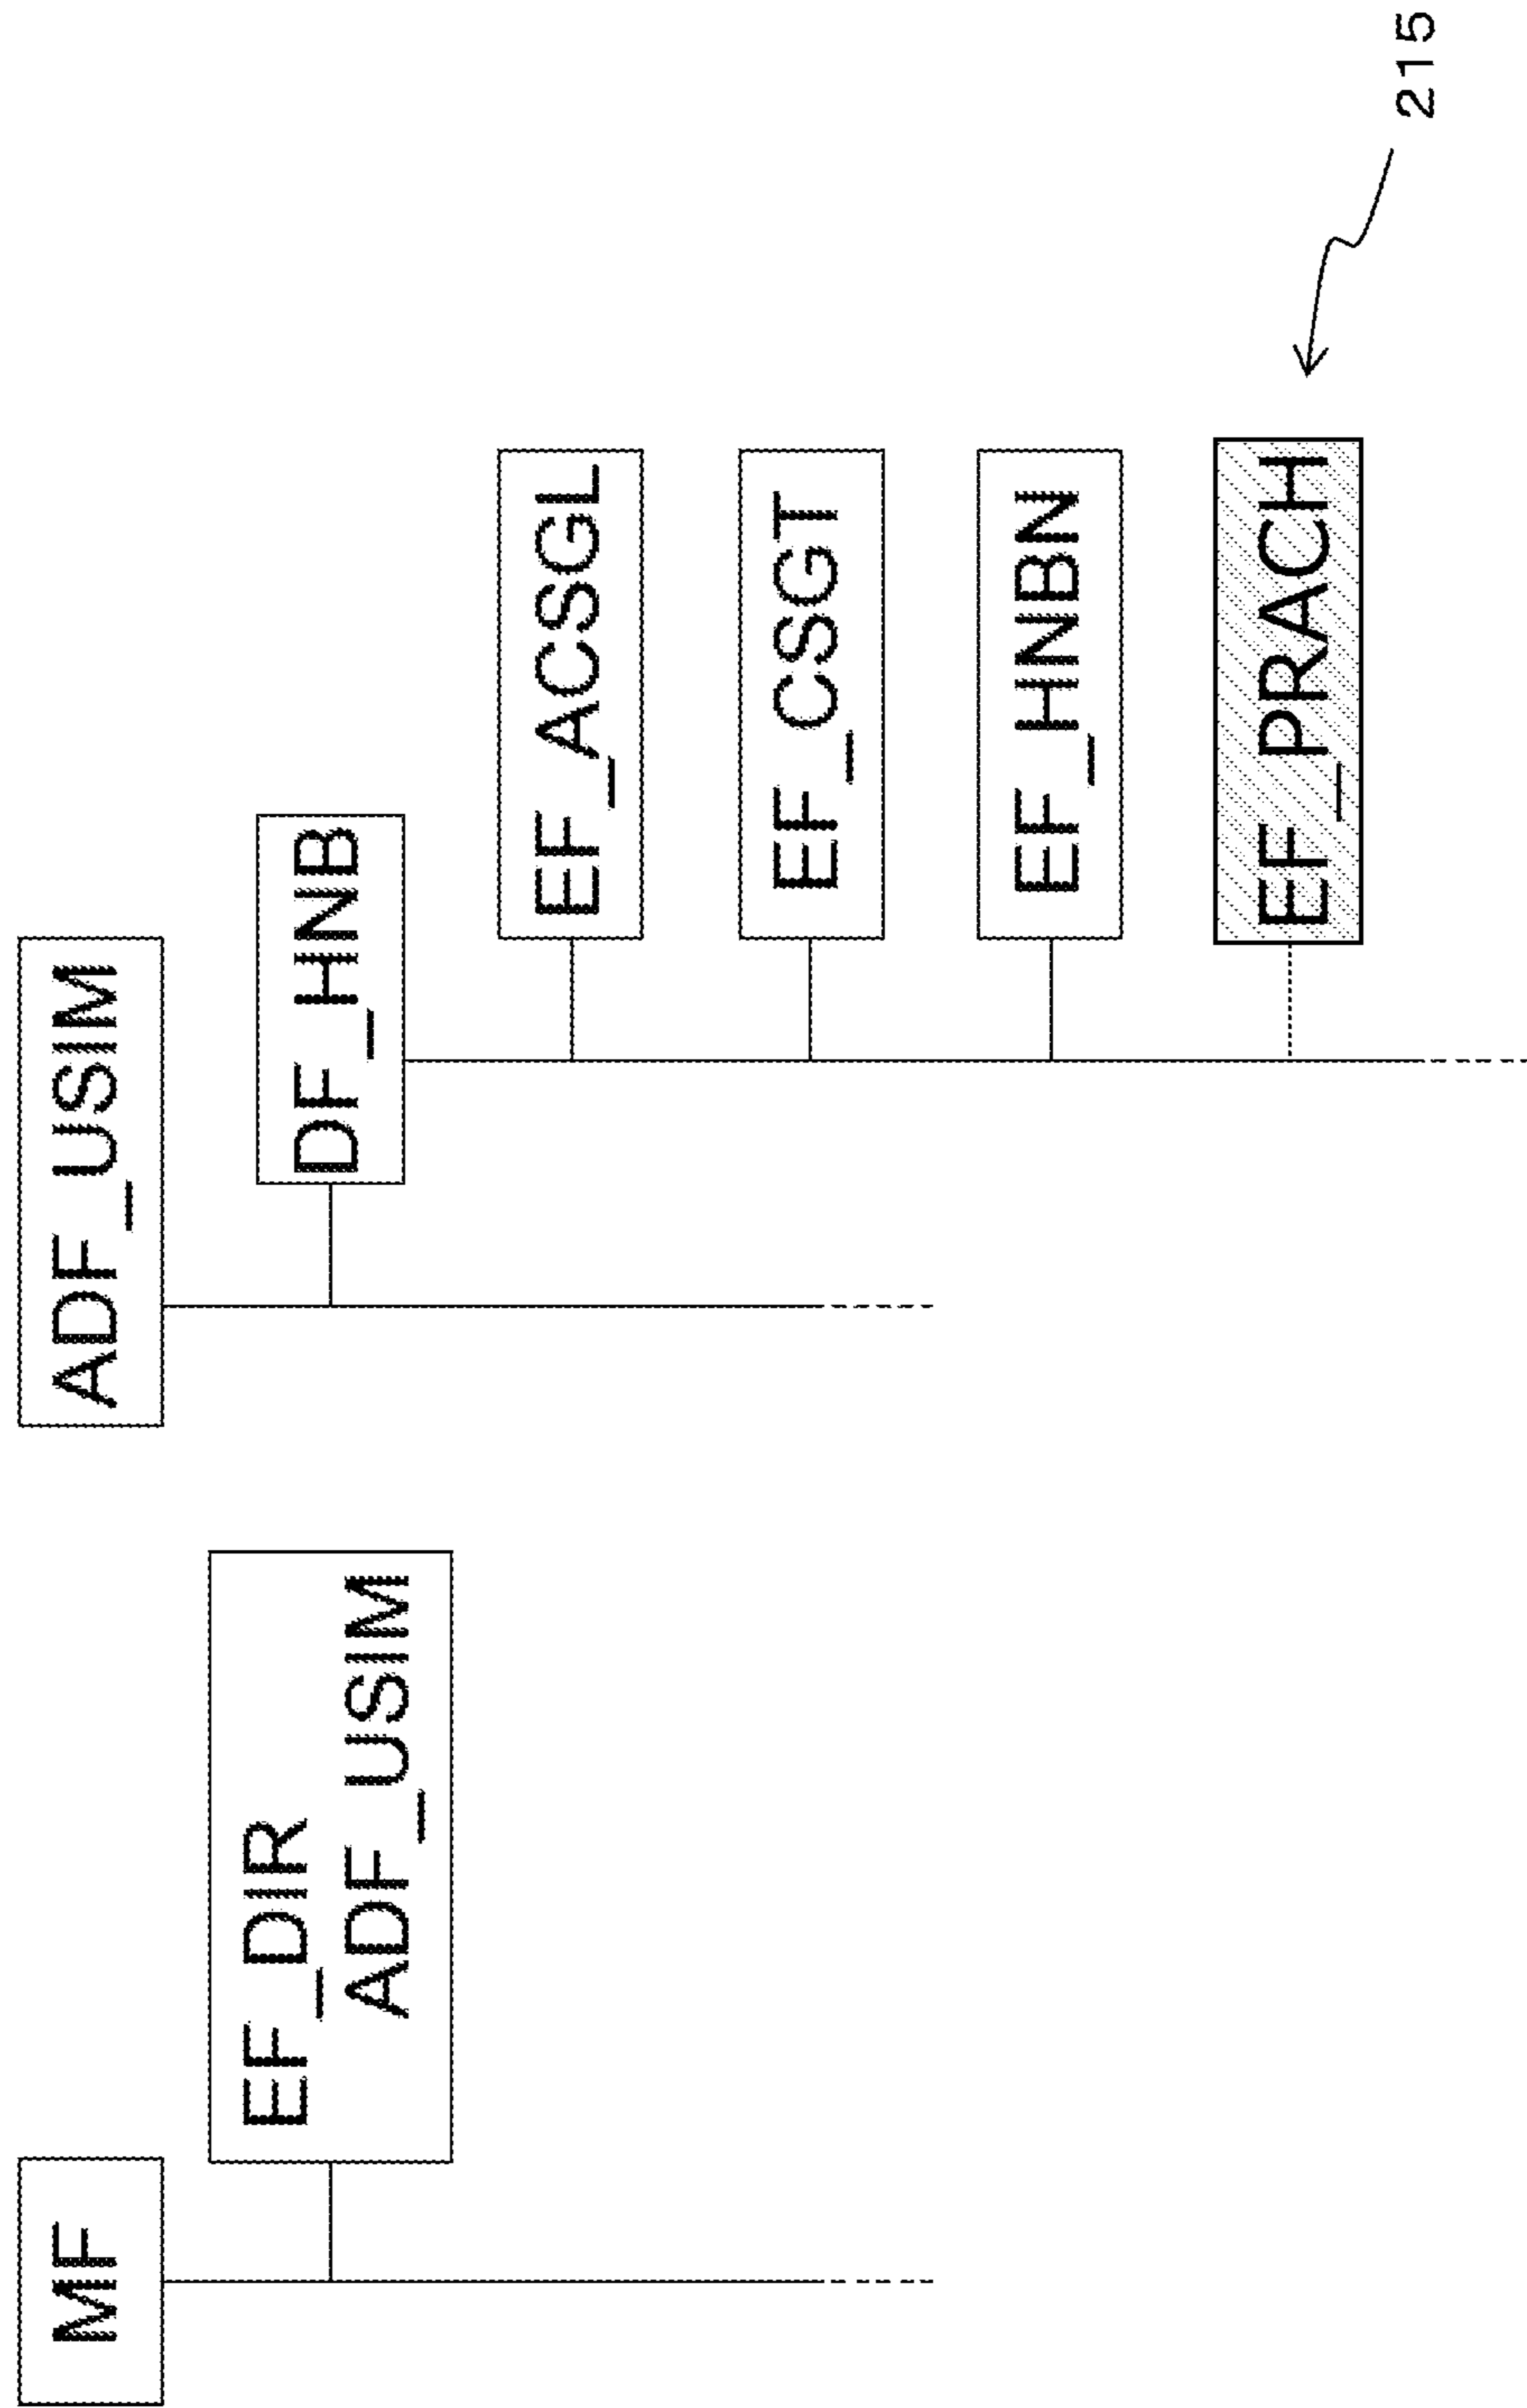 MF
EF_DIR
ADF_USIM
ADF_USIM
DF_HNB
EF_ACSGL
EF_CSGT
EF_HNBN
EF_PRACH
215